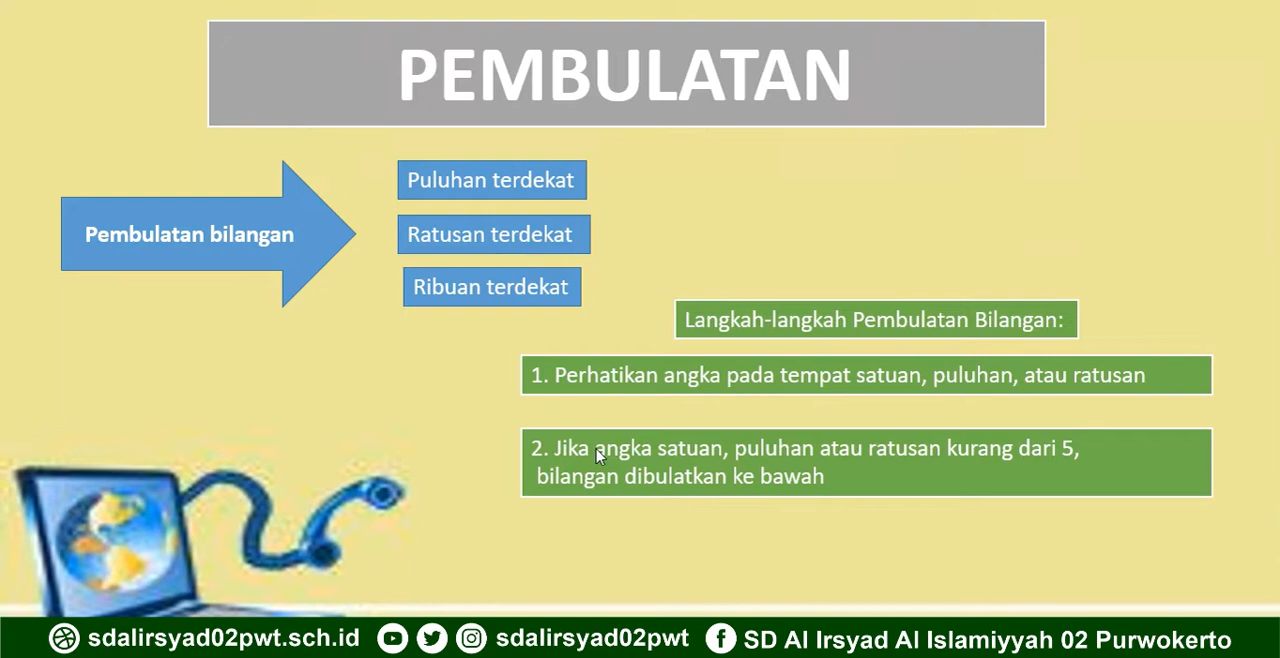 PEMBULATAN
Pembulatan bilangan
Puluhan terdekat
Ratusan terdekat
Ribuan terdekat
Langkah-langkah Pembulatan Bilangan:
1. Perhatikan angka pada tempat satuan, puluhan, atau ratusan
2. Jika angka satuan, puluhan atau ratusan kurang dari 5,
bilangan dibulatkan ke bawah
sdalirsyad02pwt.sch.id sdalirsyad02pwt SD Al Irsyad Al Islamiyyah 02 Purwokerto